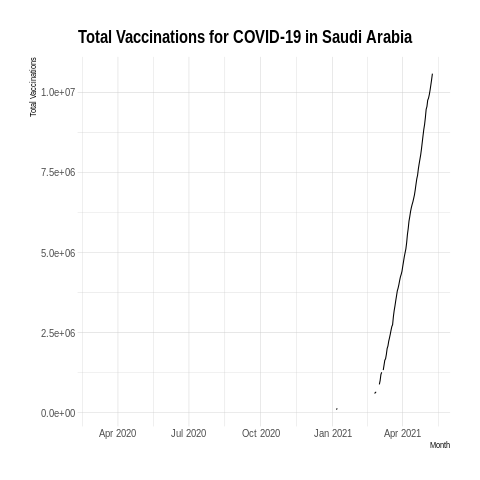 Total Vaccinations for COVID-19 in Saudi Arabia
Total Vaccinations
1.0e+07
7.5e+06
5.0e+06
2.5e+06
0.0e+00
Apr 2020 Jul 2020 Oct 2020 Jan 2021 Apr 2021
Month